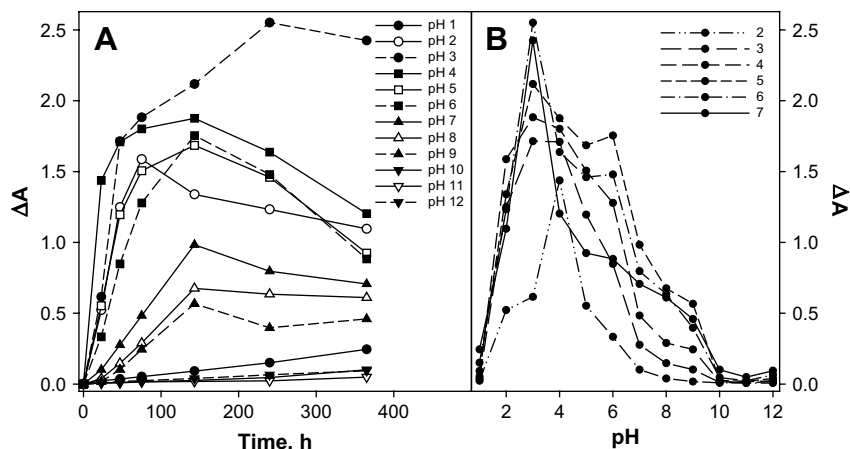 A
B
2.5
2.0
1.5
1.0
0.5
0.0
ΔA
0
100
200
300
400
Time, h
pH 1
pH 2
pH 3
pH 4
pH 5
pH 6
pH 7
pH 8
pH 9
pH 10
pH 11
pH 12
2
3
4
5
6
7
2
4
6
8
10
12
pH
2.5
2.0
1.5
1.0
0.5
0.0
ΔA